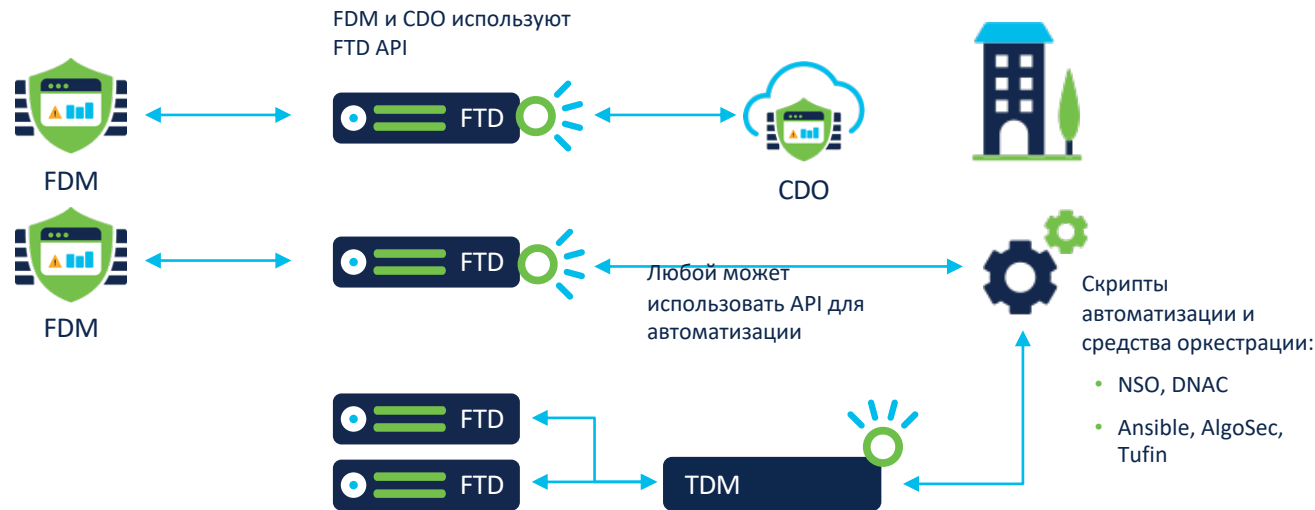 FDM и CDO используют
FTD API
FTD
FDM
CDO
FTD
FDM
Любой может
использовать API для
автоматизации
Скрипты
автоматизации и
средства оркестрации:
• NSO, DNAC
• Ansible, AlgoSec,
Tufin
FTD
FTD
TDM